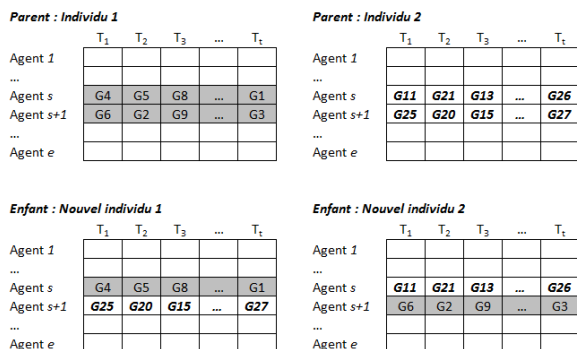 Parent : Individu 1
T1 T2 T3 ... Tt
Agent 1
...
Agent s G4 G5 G8 ... G1
Agent s+1 G6 G2 G9 ... G3
...
Agent e
Parent : Individu 2
T1 T2 T3 ... Tt
Agent 1
...
Agent s G11 G21 G13 ... G26
Agent s+1 G25 G20 G15 ... G27
...
Agent e
Enfant : Nouvel individu 1
T1 T2 T3 ... Tt
Agent 1
...
Agent s G4 G5 G8 ... G1
Agent s+1 G25 G20 G15 ... G27
...
Agent e
Enfant : Nouvel individu 2
T1 T2 T3 ... Tt
Agent 1
...
Agent s G11 G21 G13 ... G26
Agent s+1 G6 G2 G9 ... G3
...
Agent e